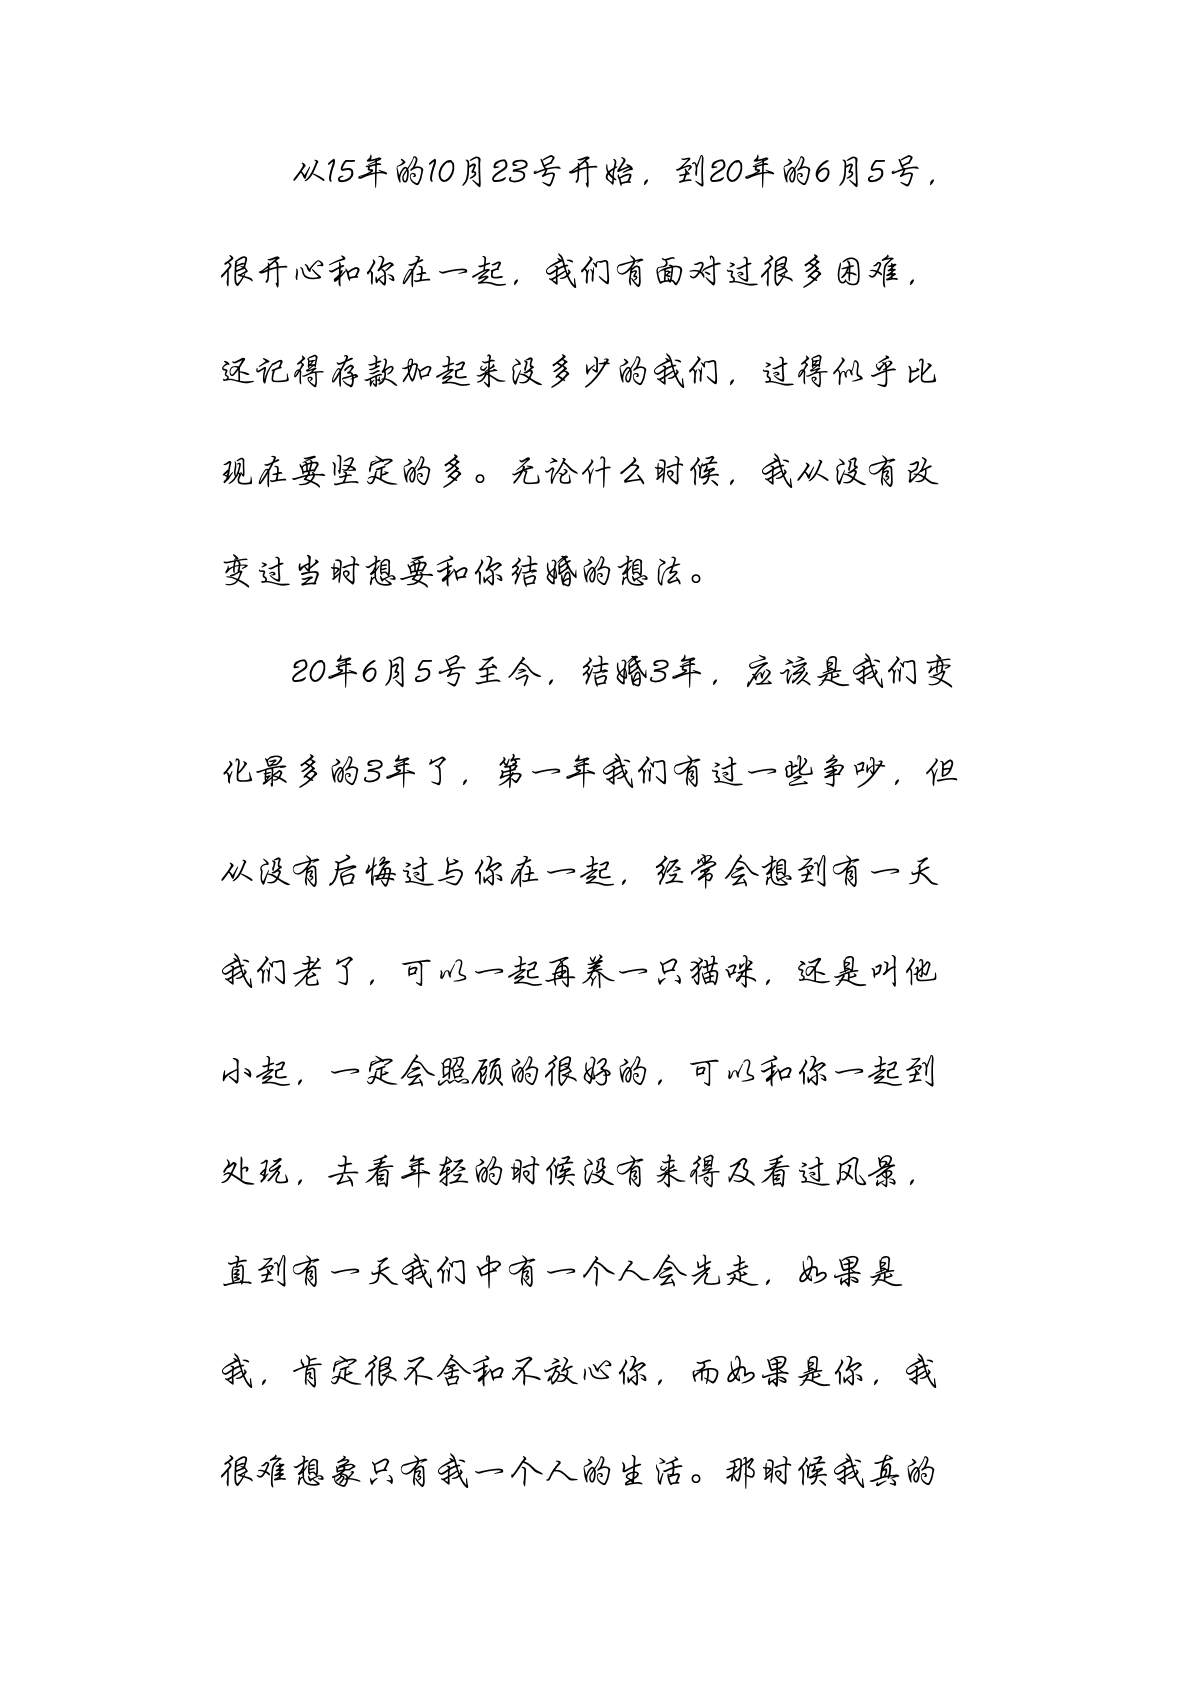 从15年的10月23号开始，到20年的6月5号，
很开心和你在一起，我们有面对过很多困难，
还记得存款加起来没多少的我们，过得似乎比
现在要坚定的多。无论什么时候，我从没有改
变过当时想要和你结婚的想法。
20年6月5号至今，结婚3年，应该是我们变
化最多的3年了，第一年我们有过一些争吵，但
从没有后悔过与你在一起，经常会想到有一天
我们老了，可以一起再养一只猫咪，还是叫他
小起，一定会照顾的很好的，可以和你一起到
处玩，去看年轻的时候没有来得及看过风景，
直到有一天我们中有一个人会先走，如果是
我，肯定很不舍和不放心你，而如果是你，我
很难想象只有我一个人的生活。那时候我真的